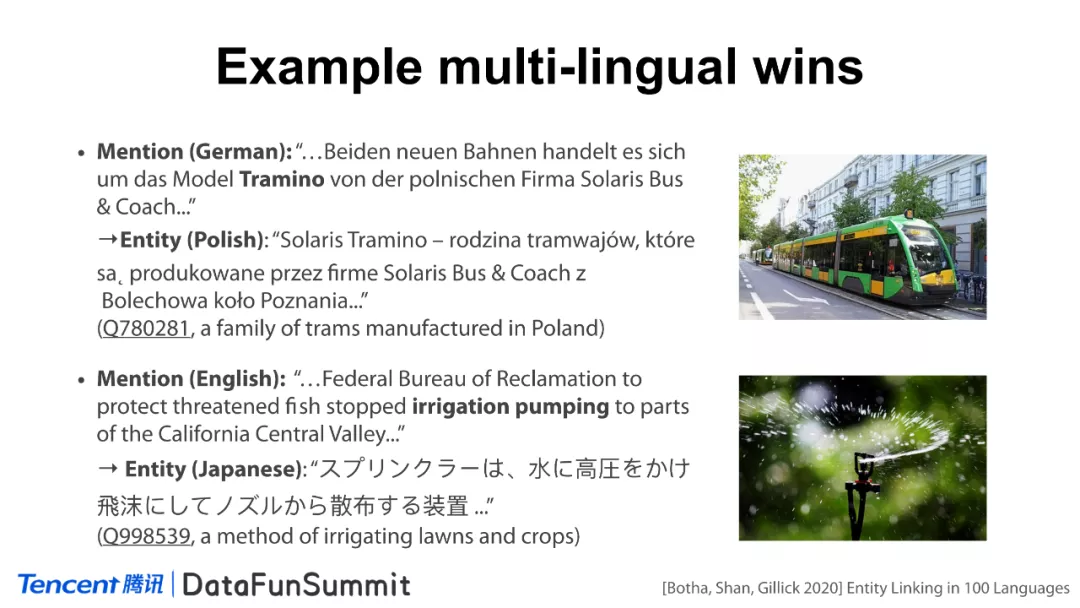 Example multi-lingual wins
• Mention (German): “…Beiden neuen Bahnen handelt es sich
um das Model Tramino von der polnischen Firma Solaris Bus
& Coach...”
→Entity (Polish): “Solaris Tramino – rodzina tramwajów, które
sa˛ produkowane przez firme Solaris Bus & Coach z
Bolechowa koło Poznania...”
(Q780281, a family of trams manufactured in Poland)
• Mention (English): “…Federal Bureau of Reclamation to
protect threatened fish stopped irrigation pumping to parts
of the California Central Valley...”
→ Entity (Japanese): “スプリンクラーは、水に高圧をかけ
飛沫にしてノズルから散布する装置 ...”
(Q998539, a method of irrigating lawns and crops)
Tencent 腾讯 | DataFunSummit
[Botha, Shan, Gillick 2020] Entity Linking in 100 Languages